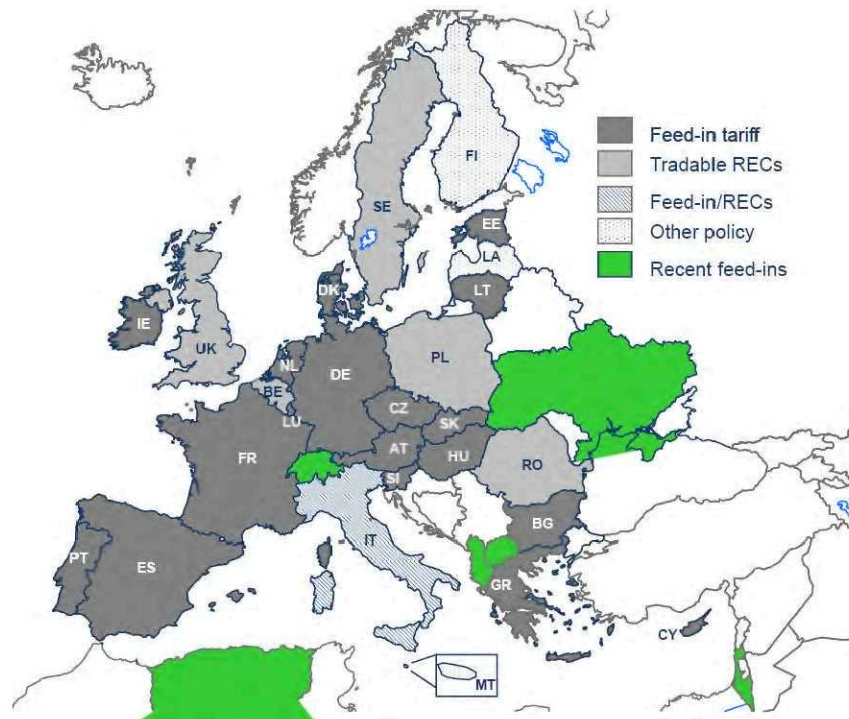 Feed-in tariff
Tradable RECs
Feed-in/RECs
Other policy
Recent feed-ins
FI
SE
EE
LA
LT
DK
IE
UK
NL
DE
PL
BE
LU
CZ
SK
FR
AT
HU
SI
RO
IT
BG
PT
ES
GR
CY
MT